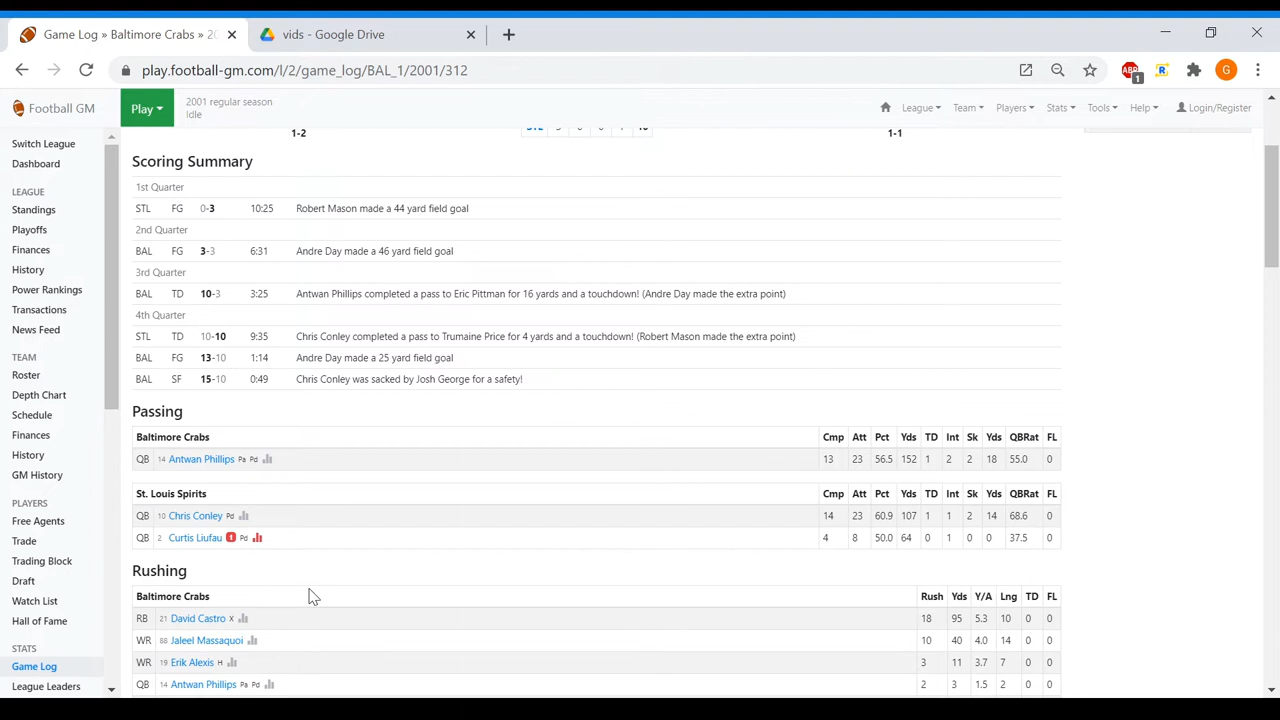 Game Log » Baltimore Crabs » 20
vids - Google Drive
play.football-gm.com/l/2/game_log/BAL_1/2001/312
ABP
1
R
G
Football GM
Play
2001 regular season
Idle
League
Team
Players
Stats
Tools
Help
Login/Register
Switch League
Dashboard
LEAGUE
Standings
Playoffs
Finances
History
Power Rankings
Transactions
News Feed
TEAM
Roster
Depth Chart
Schedule
Finances
History
GM History
PLAYERS
Free Agents
Trade
Trading Block
Draft
Watch List
Hall of Fame
STATS
Game Log
League Leaders
1-2
1-1
Scoring Summary
1st Quarter
STL FG 0-3 10:25 Robert Mason made a 44 yard field goal
2nd Quarter
BAL FG 3-3 6:31 Andre Day made a 46 yard field goal
3rd Quarter
BAL TD 10-3 3:25 Antwan Phillips completed a pass to Eric Pittman for 16 yards and a touchdown! (Andre Day made the extra point)
4th Quarter
STL TD 10-10 9:35 Chris Conley completed a pass to Trumaine Price for 4 yards and a touchdown! (Robert Mason made the extra point)
BAL FG 13-10 1:14 Andre Day made a 25 yard field goal
BAL SF 15-10 0:49 Chris Conley was sacked by Josh George for a safety!
Passing
Baltimore Crabs Cmp Att Pct Yds TD Int Sk Yds QBRat FL
QB 14 Antwan Phillips Pa Pd 13 23 56.5 152 1 2 2 18 55.0 0
St. Louis Spirits Cmp Att Pct Yds TD Int Sk Yds QBRat FL
QB 10 Chris Conley Pd 14 23 60.9 107 1 1 2 14 68.6 0
QB 2 Curtis Liufau 1 Pd 4 8 50.0 64 0 1 0 0 37.5 0
Rushing
Baltimore Crabs Rush Yds Y/A Lng TD FL
RB 21 David Castro X 18 95 5.3 10 0 0
WR 88 Jaleel Massaquoi 10 40 4.0 14 0 0
WR 19 Erik Alexis H 3 11 3.7 7 0 0
QB 14 Antwan Phillips Pa Pd 2 3 1.5 2 0 0